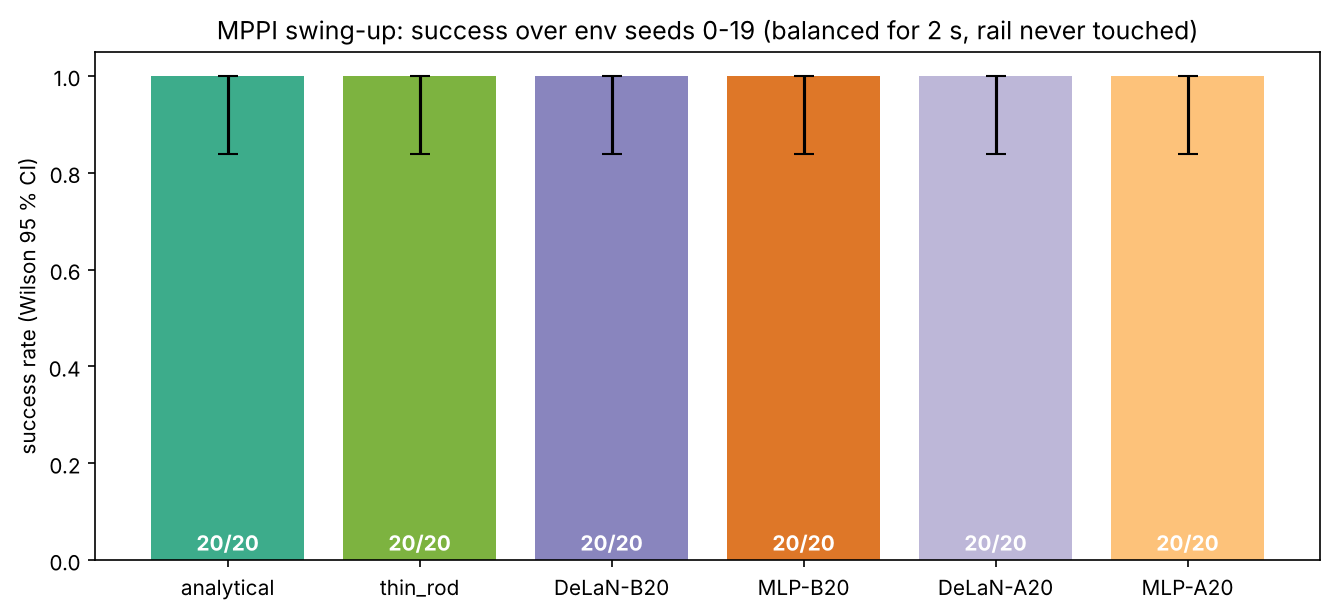 MPPI swing-up: success over env seeds 0-19 (balanced for 2 s, rail never touched)
success rate (Wilson 95 % CI)
1.0
0.8
0.6
0.4
0.2
0.0
20/20 20/20 20/20 20/20 20/20 20/20
analytical thin_rod DeLaN-B20 MLP-B20 DeLaN-A20 MLP-A20